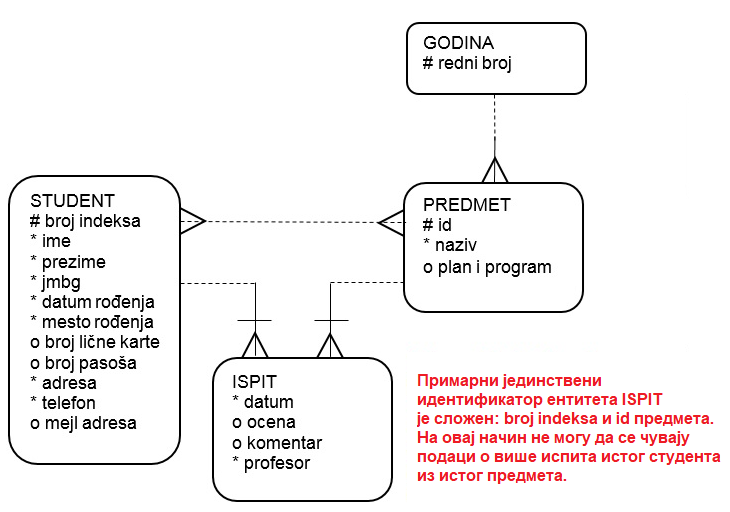 GODINA
# redni broj
STUDENT
# broj indeksa
* ime
* prezime
* jmbg
* datum rođenja
* mesto rođenja
o broj lične karte
o broj pasoša
* adresa
* telefon
o mejl adresa
PREDMET
# id
* naziv
o plan i program
ISPIT
* datum
o ocena
o komentar
* profesor
Примарни јединствени
идентификатор ентитета ISPIT
је сложен: broj indeksa и id предмета.
На овај начин не могу да се чувају
подаци о више испита истог студента
из истог предмета.